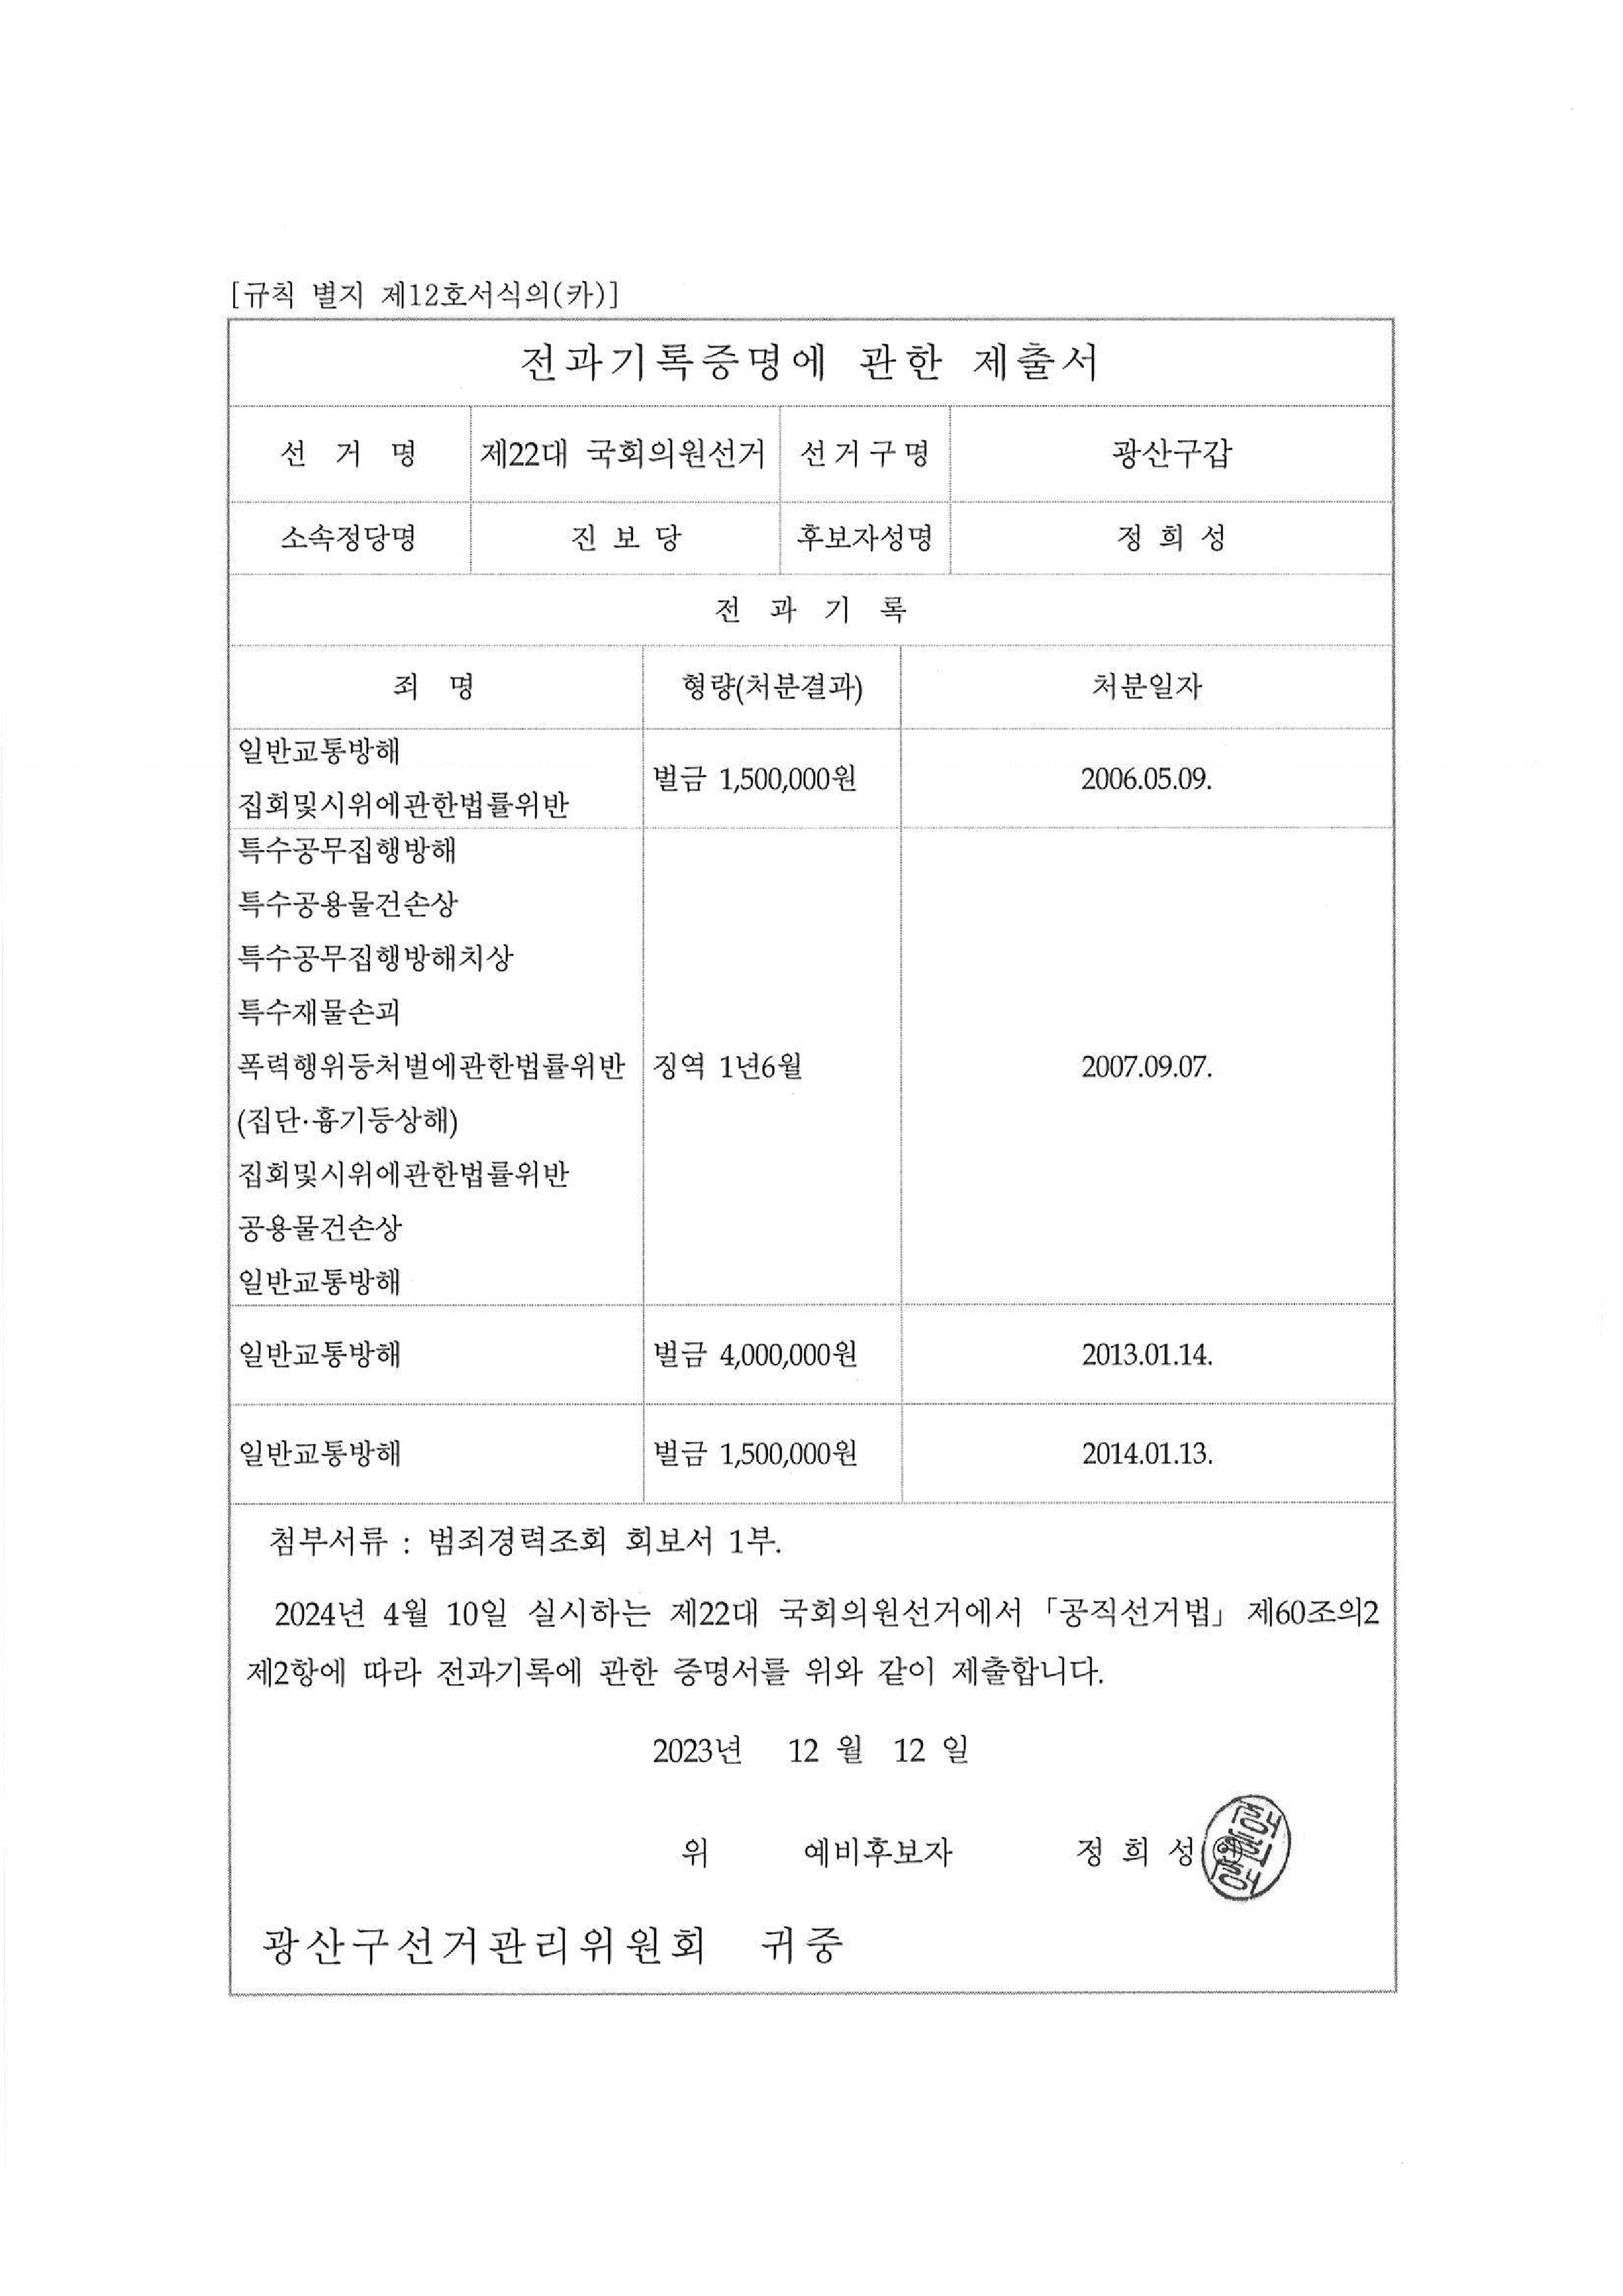 [규칙 별지 제12호서식의(카)]
전과기록증명에 관한 제출서
선 거 명 제22대 국회의원선거 선거구명 광산구갑
소속정당명 진 보 당 후보자성명 정 희 성
전 과 기 록
죄 명 형량(처분결과) 처분일자
일반교통방해
집회및시위에관한법률위반
벌금 1,500,000원 2006.05.09.
특수공무집행방해
특수공용물건손상
특수공무집행방해치상
특수재물손괴
폭력행위등처벌에관한법률위반
(집단·흉기등상해)
집회및시위에관한법률위반
공용물건손상
일반교통방해
징역 1년6월 2007.09.07.
일반교통방해 벌금 4,000,000원 2013.01.14.
일반교통방해 벌금 1,500,000원 2014.01.13.
첨부서류 : 범죄경력조회 회보서 1부.
2024년 4월 10일 실시하는 제22대 국회의원선거에서 「공직선거법」 제60조의2
제2항에 따라 전과기록에 관한 증명서를 위와 같이 제출합니다.
2023년 12 월 12 일
위 예비후보자 정 희 성 ㊞
정희성
광산구선거관리위원회 귀중